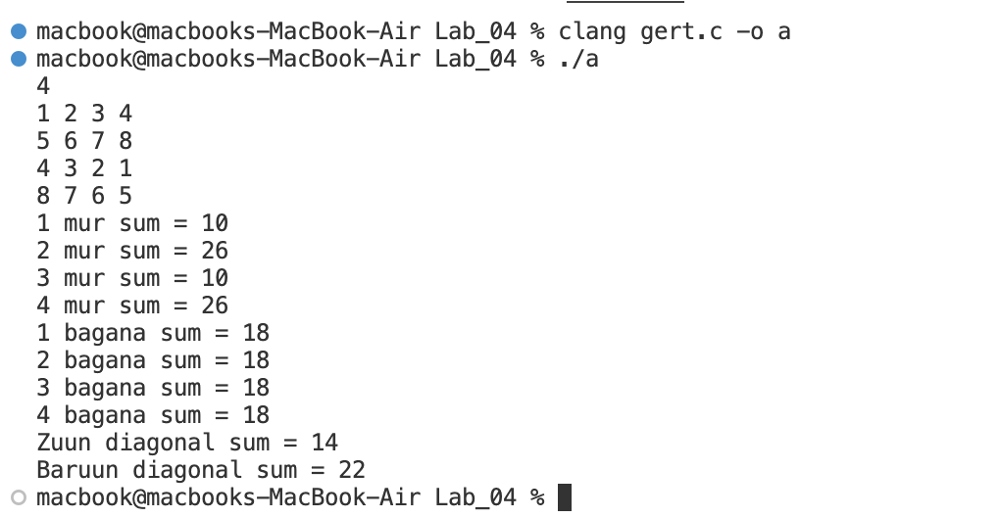 macbook@macbooks-MacBook-Air Lab_04 % clang gert.c -o a
macbook@macbooks-MacBook-Air Lab_04 % ./a
4
1 2 3 4
5 6 7 8
4 3 2 1
8 7 6 5
1 mur sum = 10
2 mur sum = 26
3 mur sum = 10
4 mur sum = 26
1 bagana sum = 18
2 bagana sum = 18
3 bagana sum = 18
4 bagana sum = 18
Zuun diagonal sum = 14
Baruun diagonal sum = 22
macbook@macbooks-MacBook-Air Lab_04 %